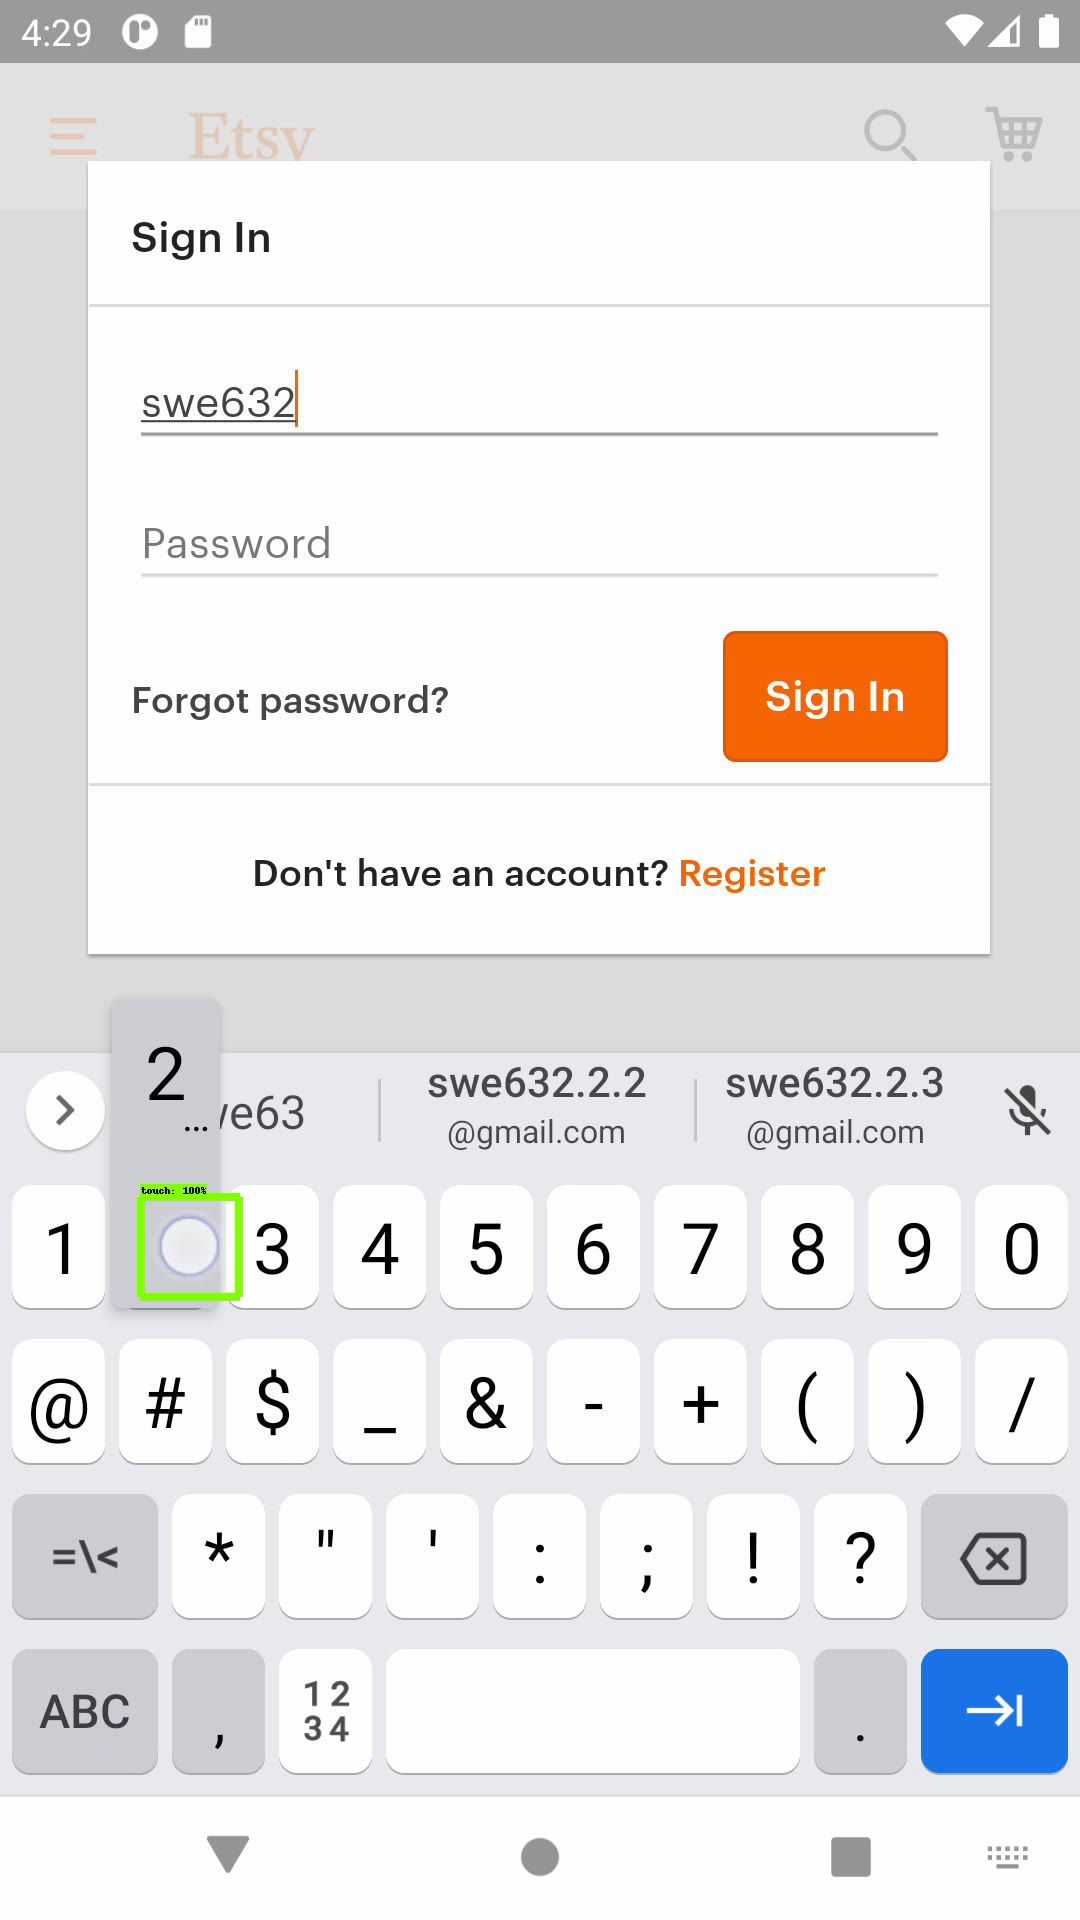 4:29
Etsy
Sign In
swe632
Password
Forgot password?
Sign In
Don't have an account? Register
2
...
we63
swe632.2.2
@gmail.com
swe632.2.3
@gmail.com
touch: 100%
1 3 4 5 6 7 8 9 0
@ # $ _ & - + ( ) /
=\< * " ' : ; ! ?
ABC , 12 .
34